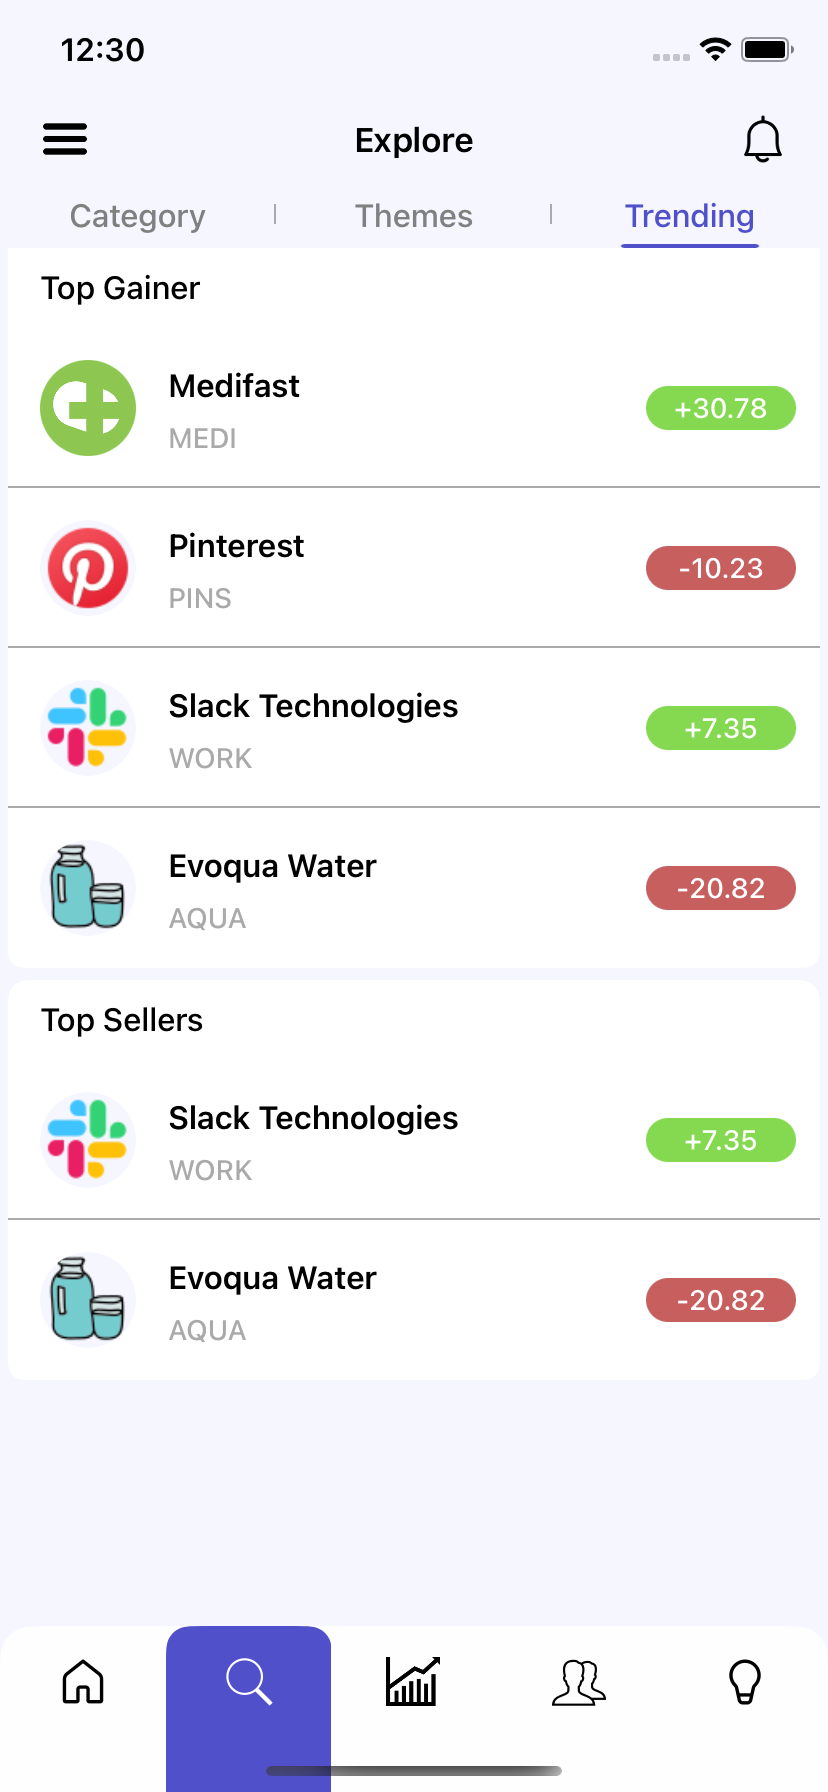 12:30
Explore
Category
Themes
Trending
Top Gainer
Medifast
MEDI
+30.78
Pinterest
PINS
-10.23
Slack Technologies
WORK
+7.35
Evoqua Water
AQUA
-20.82
Top Sellers
Slack Technologies
WORK
+7.35
Evoqua Water
AQUA
-20.82